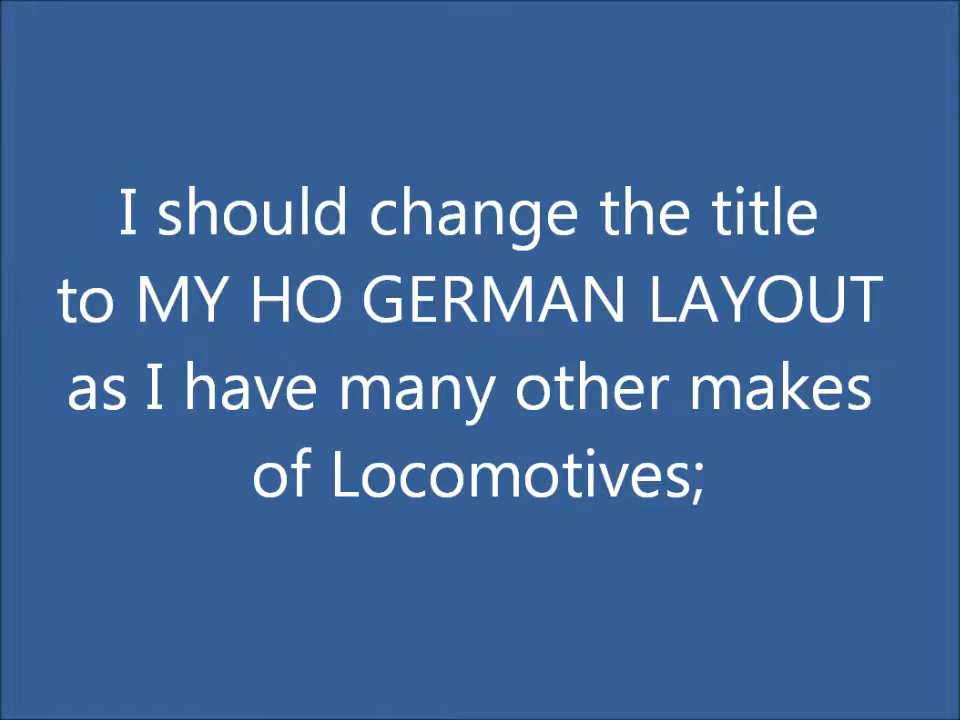 I should change the title
to MY HO GERMAN LAYOUT
as I have many other makes
of Locomotives;